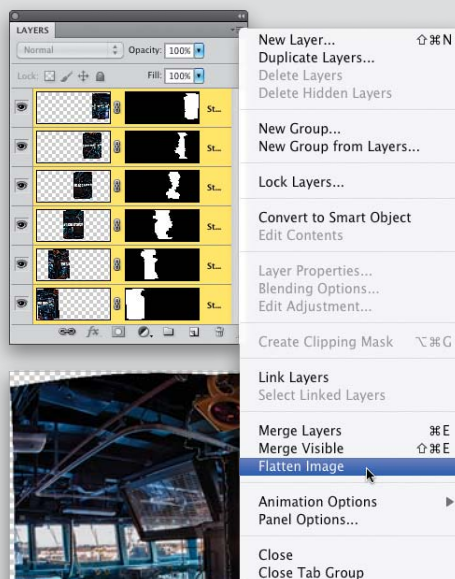 LAYERS
Normal Opacity: 100%
Lock: Fill: 100%
St...
St...
St...
St...
St...
St...
fx.
New Layer... ⇧⌘N
Duplicate Layers...
Delete Layers
Delete Hidden Layers
New Group...
New Group from Layers...
Lock Layers...
Convert to Smart Object
Edit Contents
Layer Properties...
Blending Options...
Edit Adjustment...
Create Clipping Mask ⌥⌘G
Link Layers
Select Linked Layers
Merge Layers ⌘E
Merge Visible ⇧⌘E
Flatten Image
Animation Options
Panel Options...
Close
Close Tab Group